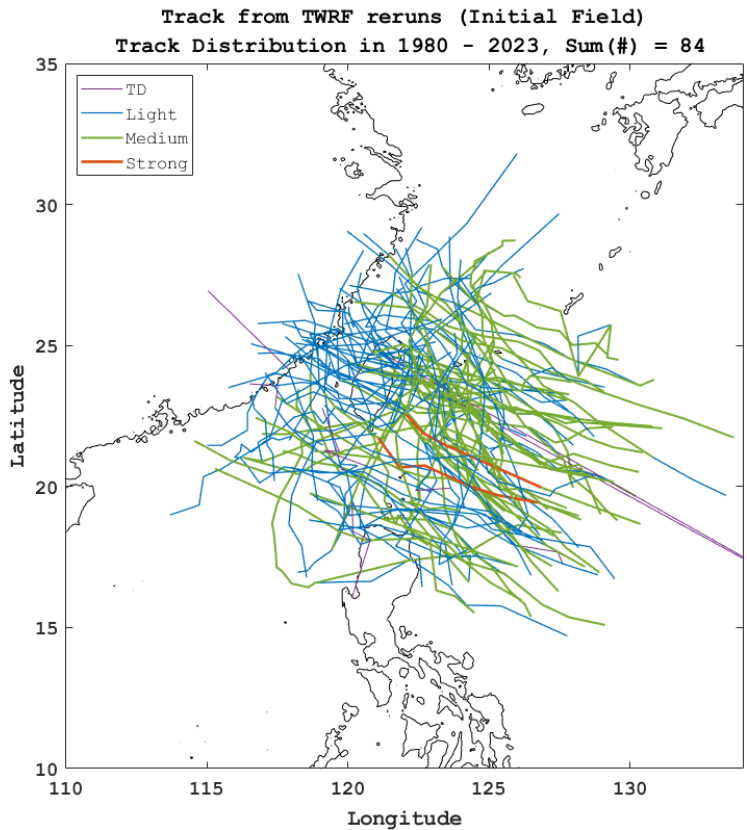 Track from TWRF reruns (Initial Field)
Track Distribution in 1980 - 2023, Sum(#) = 84
TD
Light
Medium
Strong
35
30
25
20
15
10
Latitude
110
115
120
125
130
Longitude